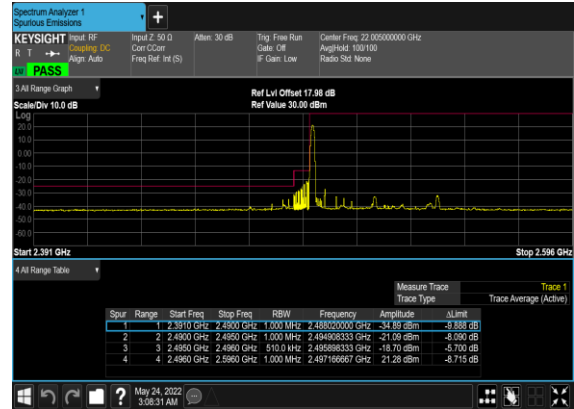 Spectrum Analyzer 1
Spurious Emissions
+
KEYSIGHT Input: RF Input Z: 50 Ω Atten: 30 dB Trig: Free Run Center Freq: 22.005000000 GHz
R T Coupling: DC Corr CCorr Gate: Off Avg|Hold: 100/100
Align: Auto Freq Ref: Int (S) IF Gain: Low Radio Std: None
PASS
3 All Range Graph
Ref Lvl Offset 17.98 dB
Scale/Div 10.0 dB Ref Value 30.00 dBm
Log
20.0
10.0
0.00
-10.0
-20.0
-30.0
-40.0
-50.0
-60.0
Start 2.391 GHz Stop 2.596 GHz
4 All Range Table
Measure Trace Trace 1
Trace Type Trace Average (Active)
Spur Range Start Freq Stop Freq RBW Frequency Amplitude ΔLimit
1 1 2.3910 GHz 2.4900 GHz 1.000 MHz 2.488020000 GHz -34.89 dBm -9.888 dB
2 2 2.4900 GHz 2.4950 GHz 1.000 MHz 2.494908333 GHz -21.09 dBm -8.090 dB
3 3 2.4950 GHz 2.4960 GHz 510.0 kHz 2.495898333 GHz -18.70 dBm -5.700 dB
4 4 2.4960 GHz 2.5960 GHz 1.000 MHz 2.497166667 GHz 21.28 dBm -8.715 dB
?
May 24, 2022
3:08:31 AM